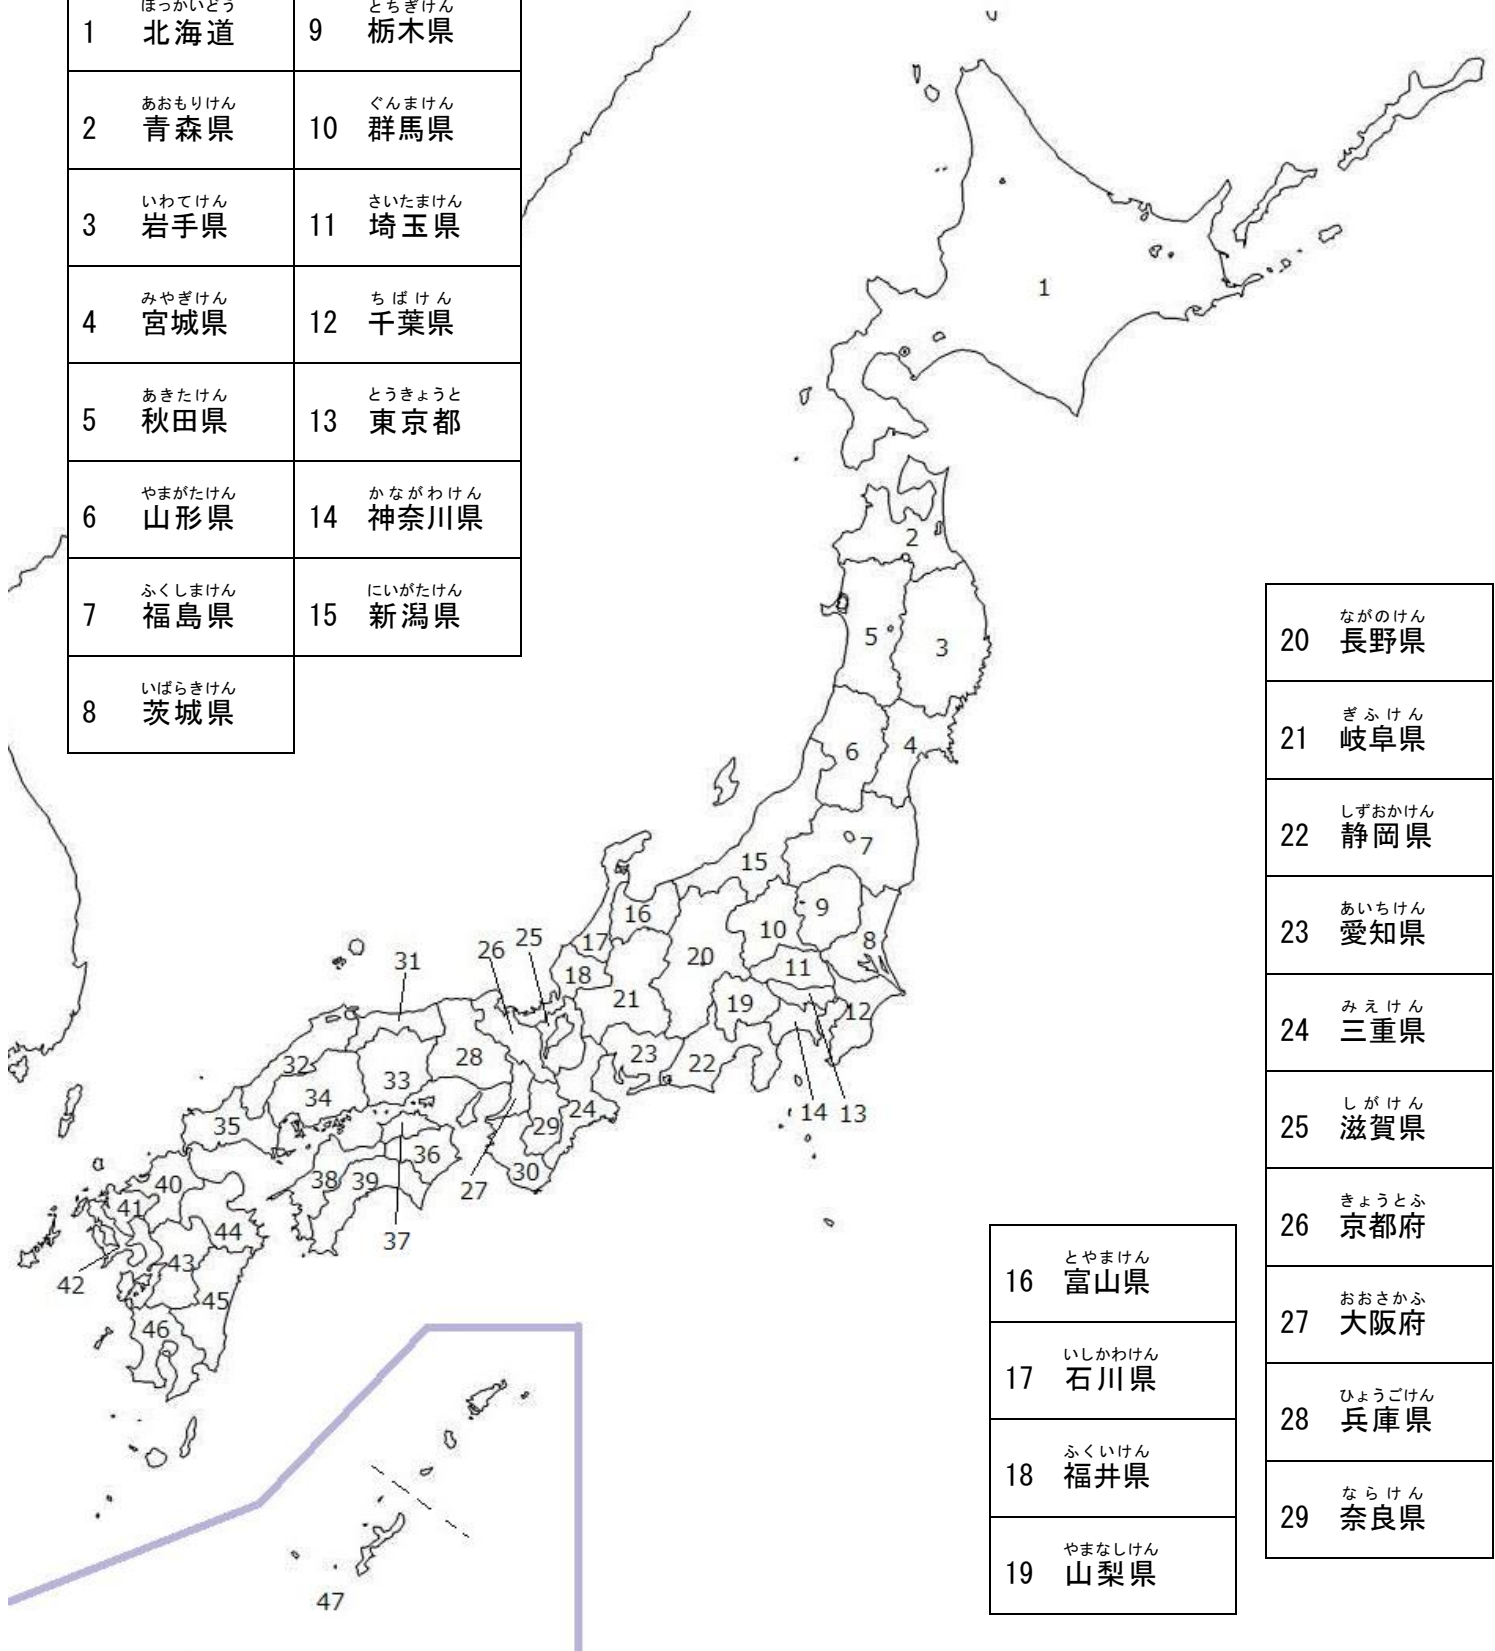 ほっかいどう
1 北海道
とちぎけん
9 栃木県
あおもりけん
2 青森県
ぐんまけん
10 群馬県
いわてけん
3 岩手県
さいたまけん
11 埼玉県
みやぎけん
4 宮城県
ちばけん
12 千葉県
あきたけん
5 秋田県
とうきょうと
13 東京都
やまがたけん
6 山形県
かながわけん
14 神奈川県
ふくしまけん
7 福島県
にいがたけん
15 新潟県
いばらきけん
8 茨城県
1
2
5
3
6
4
7
15
9
16
10
8
17
25
26
31
20
11
18
21
19
12
28
23
22
32
33
34
24
14
13
35
29
36
30
38
39
40
27
41
44
37
43
42
45
46
47
ながのけん
20 長野県
ぎふけん
21 岐阜県
しずおかけん
22 静岡県
あいちけん
23 愛知県
みえけん
24 三重県
しがけん
25 滋賀県
きょうとふ
26 京都府
おおさかふ
27 大阪府
ひょうごけん
28 兵庫県
ならけん
29 奈良県
とやまけん
16 富山県
いしかわけん
17 石川県
ふくいけん
18 福井県
やまなしけん
19 山梨県